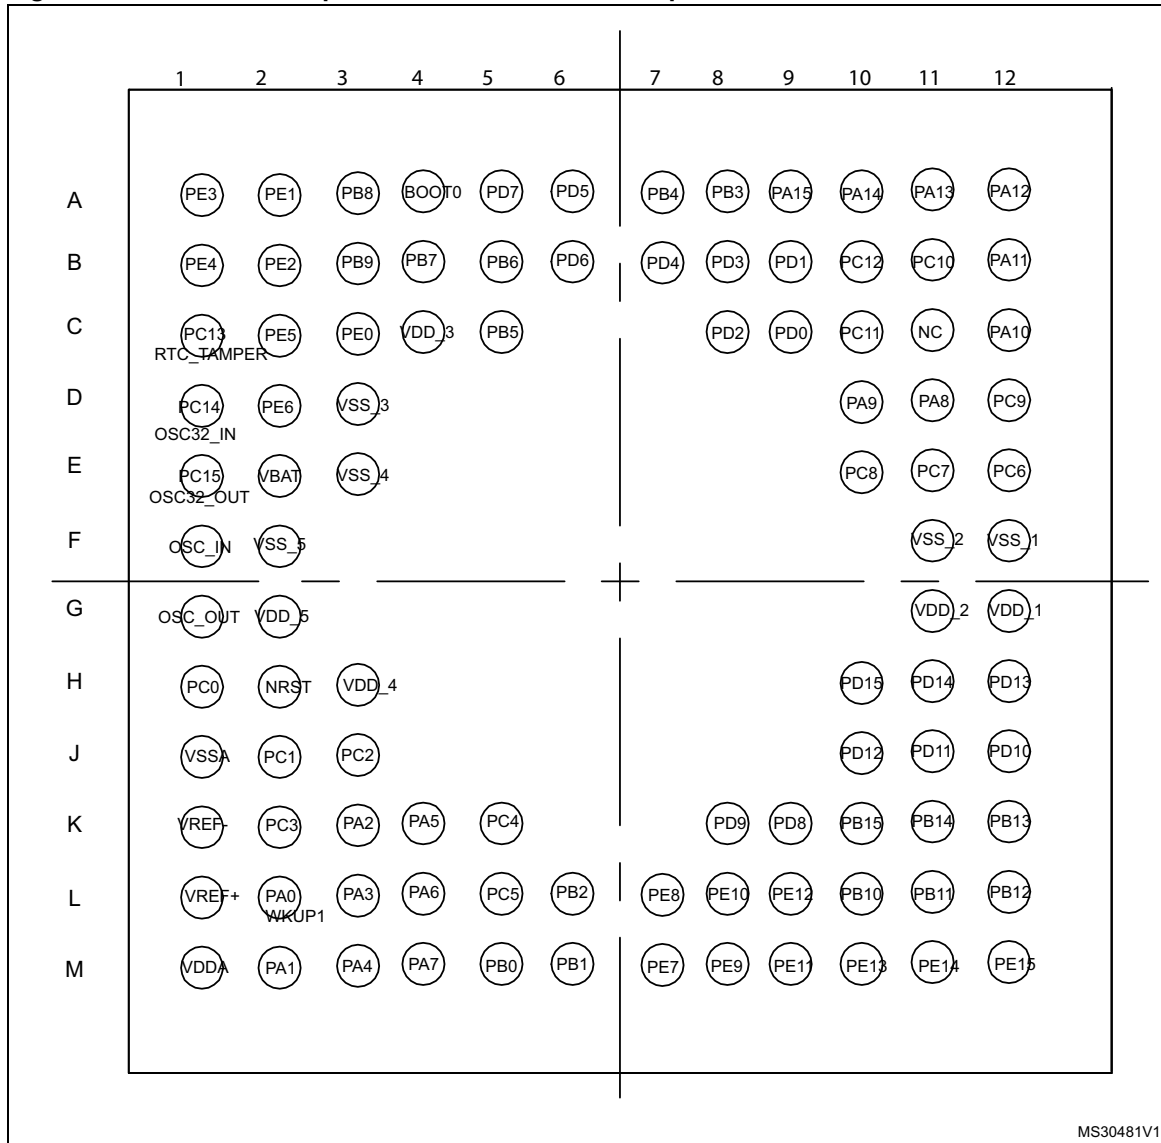 1 2 3 4 5 6 7 8 9 10 11 12
A PE3 PE1 PB8 BOOT0 PD7 PD5 PB4 PB3 PA15 PA14 PA13 PA12
B PE4 PE2 PB9 PB7 PB6 PD6 PD4 PD3 PD1 PC12 PC10 PA11
C PC13 PE5 PE0 VDD_3 PB5 PD2 PD0 PC11 NC PA10
RTC_TAMPER
D PC14 PE6 VSS_3 PA9 PA8 PC9
OSC32_IN
E PC15 VBAT VSS_4 PC8 PC7 PC6
OSC32_OUT
F OSC_IN VSS_5 VSS_2 VSS_1
G OSC_OUT VDD_5 VDD_2 VDD_1
H PC0 NRST VDD_4 PD15 PD14 PD13
J VSSA PC1 PC2 PD12 PD11 PD10
K VREF- PC3 PA2 PA5 PC4 PD9 PD8 PB15 PB14 PB13
L VREF+ PA0 PA3 PA6 PC5 PB2 PE8 PE10 PE12 PB10 PB11 PB12
WKUP1
M VDDA PA1 PA4 PA7 PB0 PB1 PE7 PE9 PE11 PE13 PE14 PE15
MS30481V1